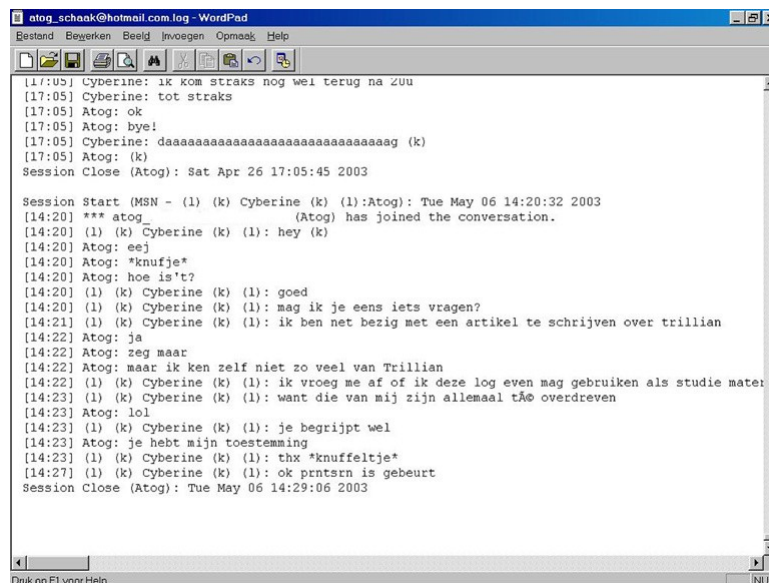 atog_schaak@hotmail.com.log - WordPad
Bestand Bewerken Beeld Invoegen Opmaak Help
[17:05] Cyberine: ik kom straks nog wel terug na 20u
[17:05] Cyberine: tot straks
[17:05] Atog: ok
[17:05] Atog: bye!
[17:05] Cyberine: daaaaaaaaaaaaaaaaaaaaaaaaaaaaaag (k)
[17:05] Atog: (k)
Session Close (Atog): Sat Apr 26 17:05:45 2003
Session Start (MSN - (l) (k) Cyberine (k) (l):Atog): Tue May 06 14:20:32 2003
[14:20] *** atog_ (Atog) has joined the conversation.
[14:20] (l) (k) Cyberine (k) (l): hey (k)
[14:20] Atog: eej
[14:20] Atog: *knufje*
[14:20] Atog: hoe is't?
[14:20] (l) (k) Cyberine (k) (l): goed
[14:20] (l) (k) Cyberine (k) (l): mag ik je eens iets vragen?
[14:21] (l) (k) Cyberine (k) (l): ik ben net bezig met een artikel te schrijven over trillian
[14:22] Atog: ja
[14:22] Atog: zeg maar
[14:22] Atog: maar ik ken zelf niet zo veel van Trillian
[14:22] (l) (k) Cyberine (k) (l): ik vroeg me af of ik deze log even mag gebruiken als studie mater
[14:23] (l) (k) Cyberine (k) (l): want die van mij zijn allemaal tÃ© overdreven
[14:23] Atog: lol
[14:23] (l) (k) Cyberine (k) (l): je begrijpt wel
[14:23] Atog: je hebt mijn toestemming
[14:23] (l) (k) Cyberine (k) (l): thx *knuffeltje*
[14:27] (l) (k) Cyberine (k) (l): ok prntsrn is gebeurt
Session Close (Atog): Tue May 06 14:29:06 2003
Druk op F1 voor Help